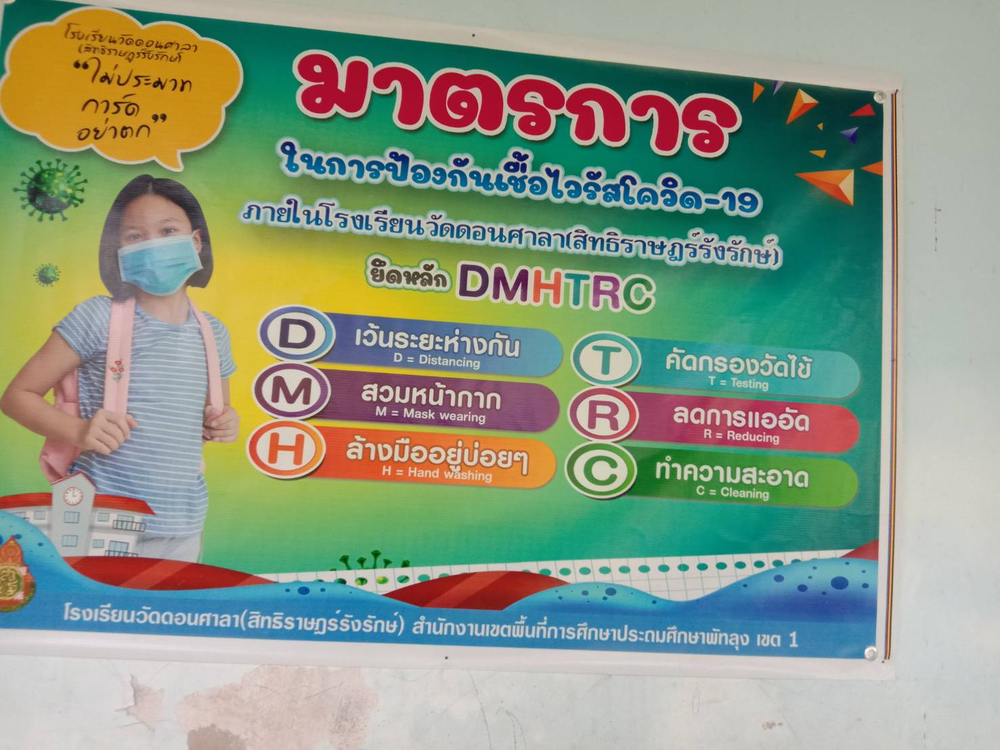 โรงเรียนวัดดอนศาลา
(สิทธิราษฎร์รังรักษ์)
“ไม่ประมาท
การ์ด
อย่าตก”
มาตรการ
ในการป้องกันเชื้อไวรัสโควิด-19
ภายในโรงเรียนวัดดอนศาลา(สิทธิราษฎร์รังรักษ์)
ยึดหลัก DMHTRC
D เว้นระยะห่างกัน
D = Distancing
M สวมหน้ากาก
M = Mask wearing
H ล้างมืออยู่บ่อยๆ
H = Hand washing
T คัดกรองวัดไข้
T = Testing
R ลดการแออัด
R = Reducing
C ทำความสะอาด
C = Cleaning
โรงเรียนวัดดอนศาลา(สิทธิราษฎร์รังรักษ์) สำนักงานเขตพื้นที่การศึกษาประถมศึกษาพัทลุง เขต 1